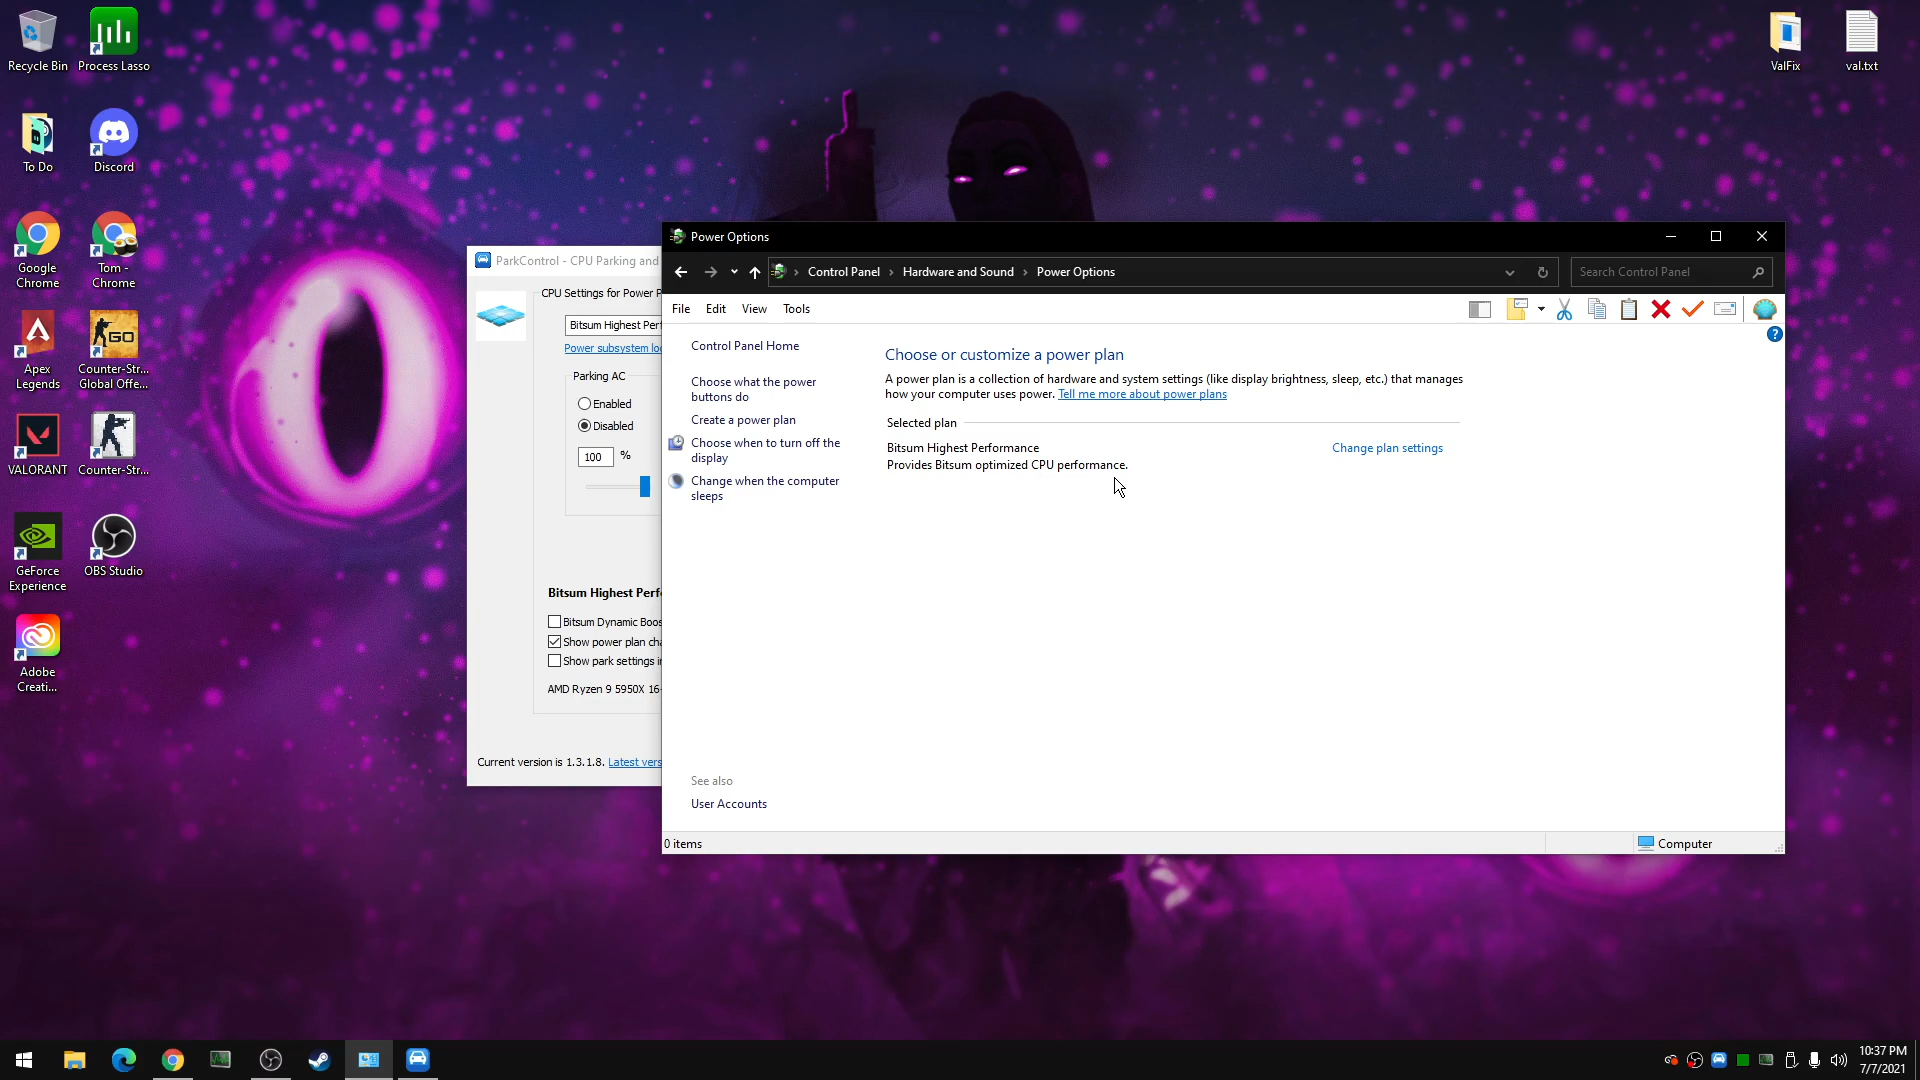 Recycle Bin
Process Lasso
ValFix
val.txt
To Do
Discord
Google
Chrome
Tom -
Chrome
Apex
Legends
Counter-Str...
Global Offe...
VALORANT
Counter-Str...
GeForce
Experience
OBS Studio
Adobe
Creati...
ParkControl - CPU Parking and
CPU Settings for Power P
Bitsum Highest Perf
Power subsystem lo
Parking AC
Enabled
Disabled
100 %
Bitsum Highest Perf
Bitsum Dynamic Boos
Show power plan cha
Show park settings i
AMD Ryzen 9 5950X 16-
Current version is 1.3.1.8. Latest vers
Power Options
Control Panel > Hardware and Sound > Power Options
Search Control Panel
File Edit View Tools
Control Panel Home
Choose what the power
buttons do
Create a power plan
Choose when to turn off the
display
Change when the computer
sleeps
Choose or customize a power plan
A power plan is a collection of hardware and system settings (like display brightness, sleep, etc.) that manages
how your computer uses power. Tell me more about power plans
Selected plan
Bitsum Highest Performance
Change plan settings
Provides Bitsum optimized CPU performance.
See also
User Accounts
0 items
Computer
10:37 PM
7/7/2021